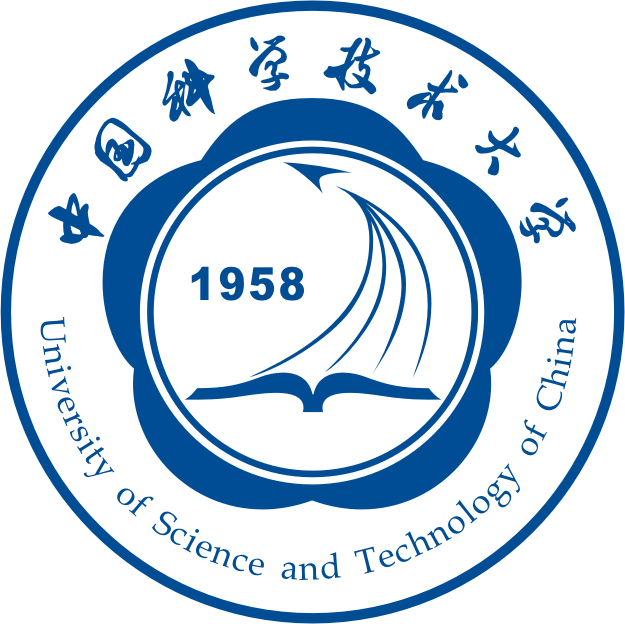 中国科学技术大学
1958
University of Science and Technology of China